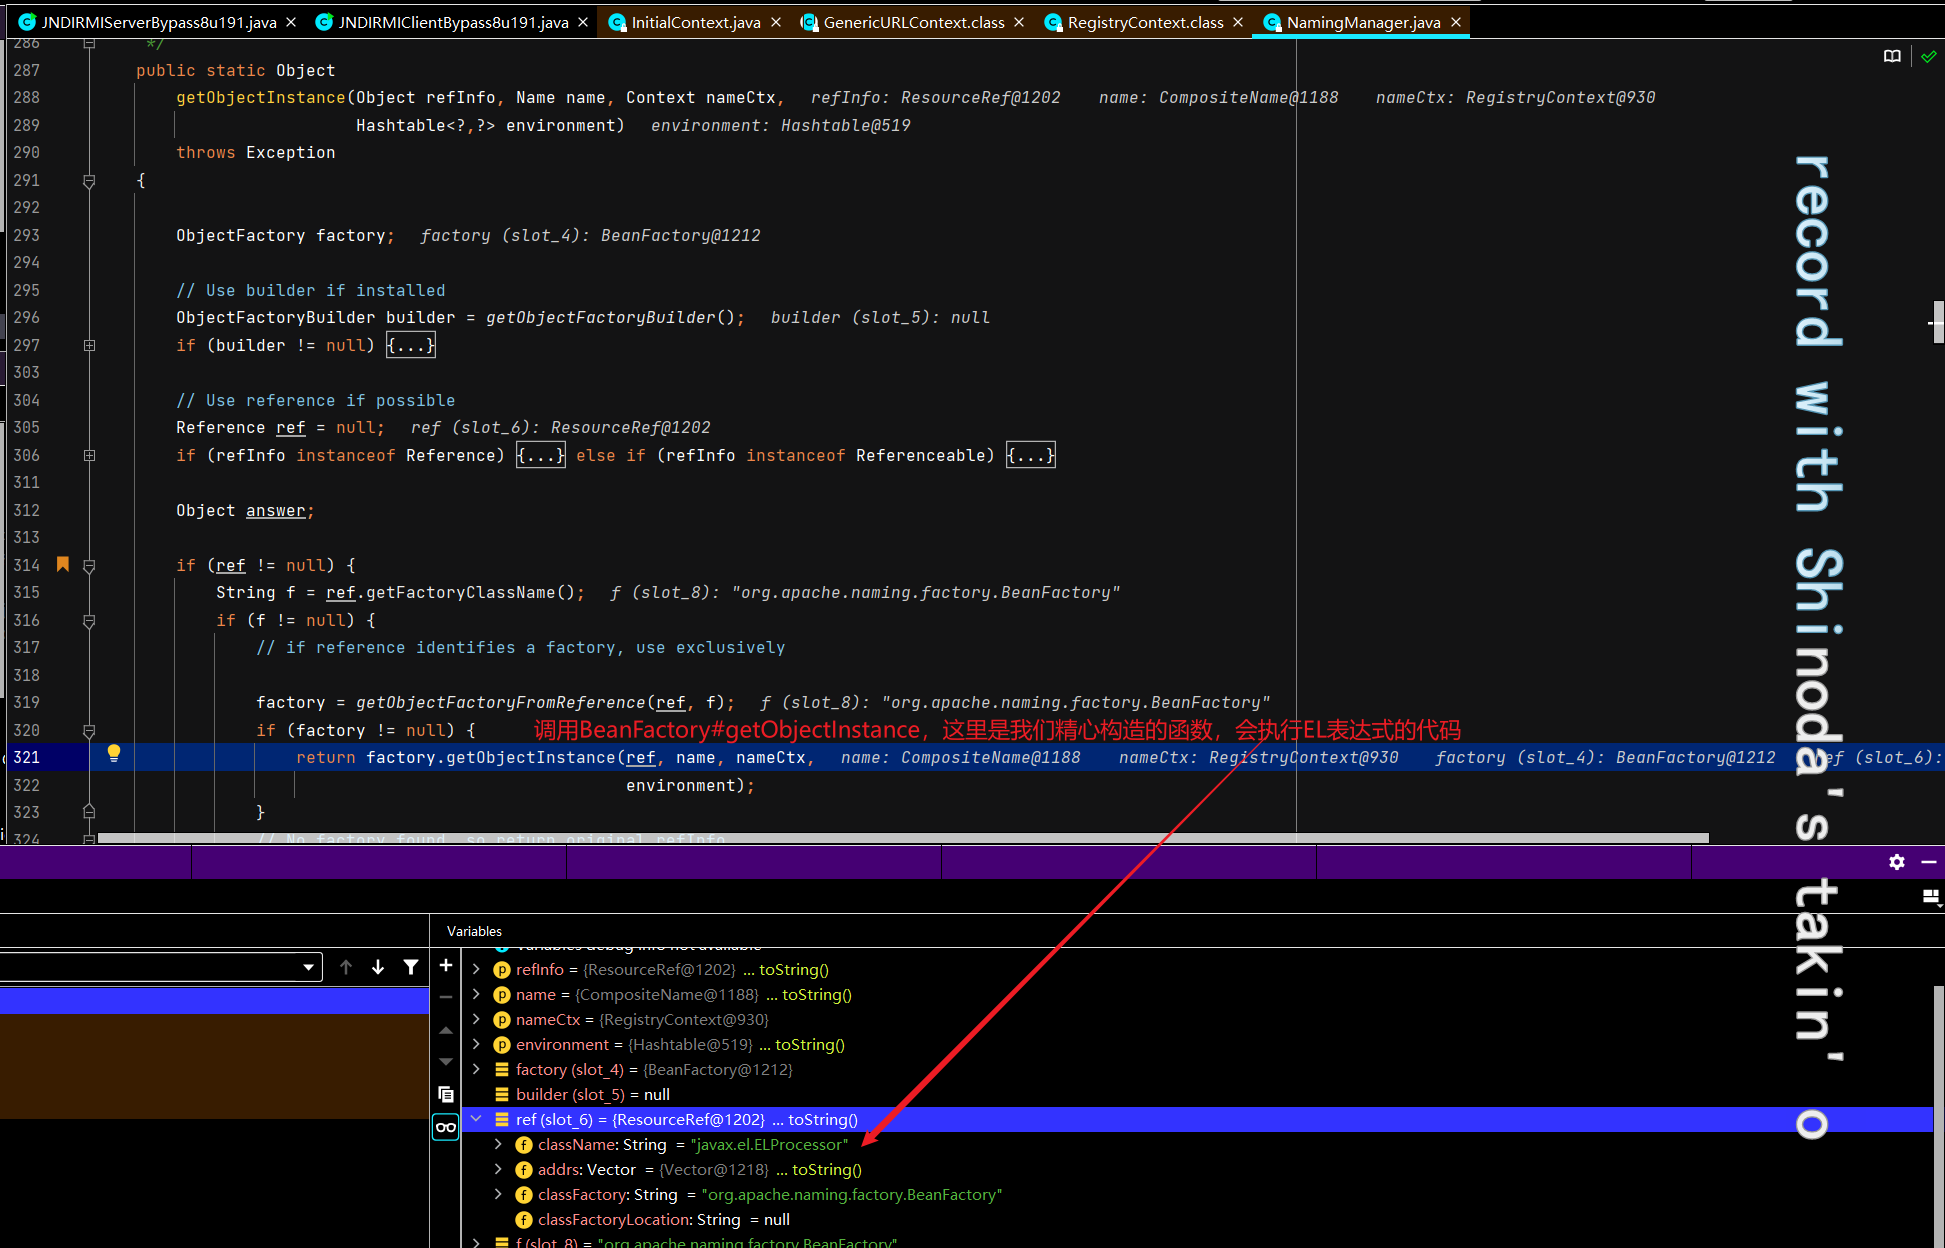 JNDIRMIServerBypass8u191.java
JNDIRMIClientBypass8u191.java
InitialContext.java
GenericURLContext.class
RegistryContext.class
NamingManager.java
286 */
287 public static Object
288 getObjectInstance(Object refInfo, Name name, Context nameCtx, refInfo: ResourceRef@1202 name: CompositeName@1188 nameCtx: RegistryContext@930
289 Hashtable<?,?> environment) environment: Hashtable@519
290 throws Exception
291 {
292
293 ObjectFactory factory; factory (slot_4): BeanFactory@1212
294
295 // Use builder if installed
296 ObjectFactoryBuilder builder = getObjectFactoryBuilder(); builder (slot_5): null
297 if (builder != null) {...}
303
304 // Use reference if possible
305 Reference ref = null; ref (slot_6): ResourceRef@1202
306 if (refInfo instanceof Reference) {...} else if (refInfo instanceof Referenceable) {...}
311
312 Object answer;
313
314 if (ref != null) {
315 String f = ref.getFactoryClassName(); f (slot_8): "org.apache.naming.factory.BeanFactory"
316 if (f != null) {
317 // if reference identifies a factory, use exclusively
318
319 factory = getObjectFactoryFromReference(ref, f); f (slot_8): "org.apache.naming.factory.BeanFactory"
320 if (factory != null) {
调用BeanFactory#getObjectInstance，这里是我们精心构造的函数，会执行EL表达式的代码
321 return factory.getObjectInstance(ref, name, nameCtx, name: CompositeName@1188 nameCtx: RegistryContext@930 factory (slot_4): BeanFactory@1212 ref (slot_6):
322 environment);
323 }
324 // No factory found, so return original refInfo
record with Shinoda's takin' o
Variables
Variables debug info not available
refInfo = {ResourceRef@1202} ... toString()
name = {CompositeName@1188} ... toString()
nameCtx = {RegistryContext@930}
environment = {Hashtable@519} ... toString()
factory (slot_4) = {BeanFactory@1212}
builder (slot_5) = null
ref (slot_6) = {ResourceRef@1202} ... toString()
className: String = "javax.el.ELProcessor"
addrs: Vector = {Vector@1218} ... toString()
classFactory: String = "org.apache.naming.factory.BeanFactory"
classFactoryLocation: String = null
f (slot_8) = "org.apache.naming.factory.BeanFactory"